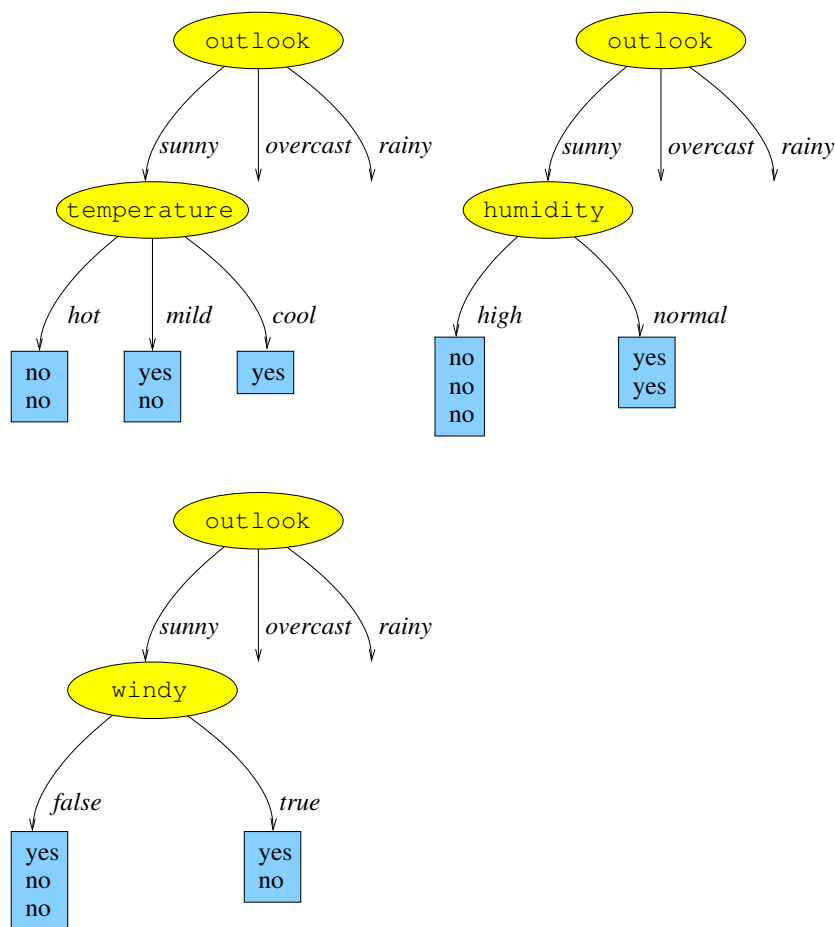 outlook
sunny overcast rainy
temperature
hot mild cool
no
no
yes
no
yes
outlook
sunny overcast rainy
humidity
high normal
no
no
no
yes
yes
outlook
sunny overcast rainy
windy
false true
yes
no
no
yes
no